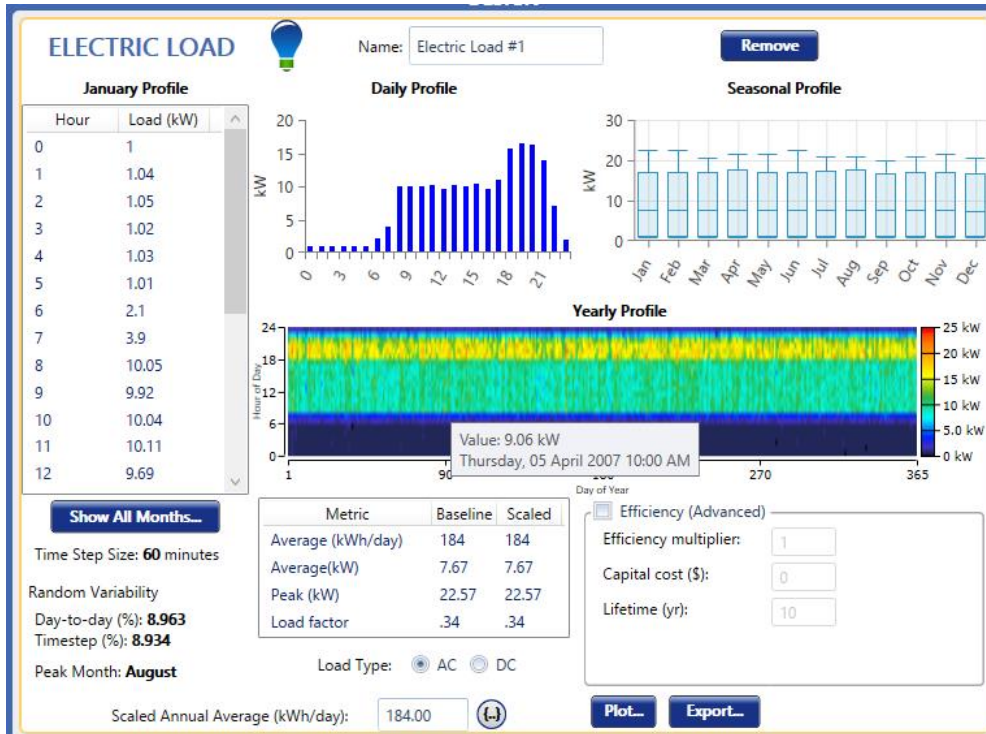 ELECTRIC LOAD
Name: Electric Load #1
Remove
January Profile
Hour Load (kW)
0 1
1 1.04
2 1.05
3 1.02
4 1.03
5 1.01
6 2.1
7 3.9
8 10.05
9 9.92
10 10.04
11 10.11
12 9.69
Show All Months...
Time Step Size: 60 minutes
Random Variability
Day-to-day (%): 8.963
Timestep (%): 8.934
Peak Month: August
Daily Profile
kW
20
15
10
5
0
0 3 6 9 12 15 18 21
Seasonal Profile
kW
30
20
10
0
Jan Feb Mar Apr May Jun Jul Aug Sep Oct Nov Dec
Yearly Profile
Hour of Day
24
18
12
6
0
1 90 270 365
Day of Year
25 kW
20 kW
15 kW
10 kW
5.0 kW
0 kW
Value: 9.06 kW
Thursday, 05 April 2007 10:00 AM
Metric Baseline Scaled
Average (kWh/day) 184 184
Average(kW) 7.67 7.67
Peak (kW) 22.57 22.57
Load factor .34 .34
Load Type: AC DC
Efficiency (Advanced)
Efficiency multiplier: 1
Capital cost ($): 0
Lifetime (yr): 10
Scaled Annual Average (kWh/day): 184.00 {..}
Plot... Export...